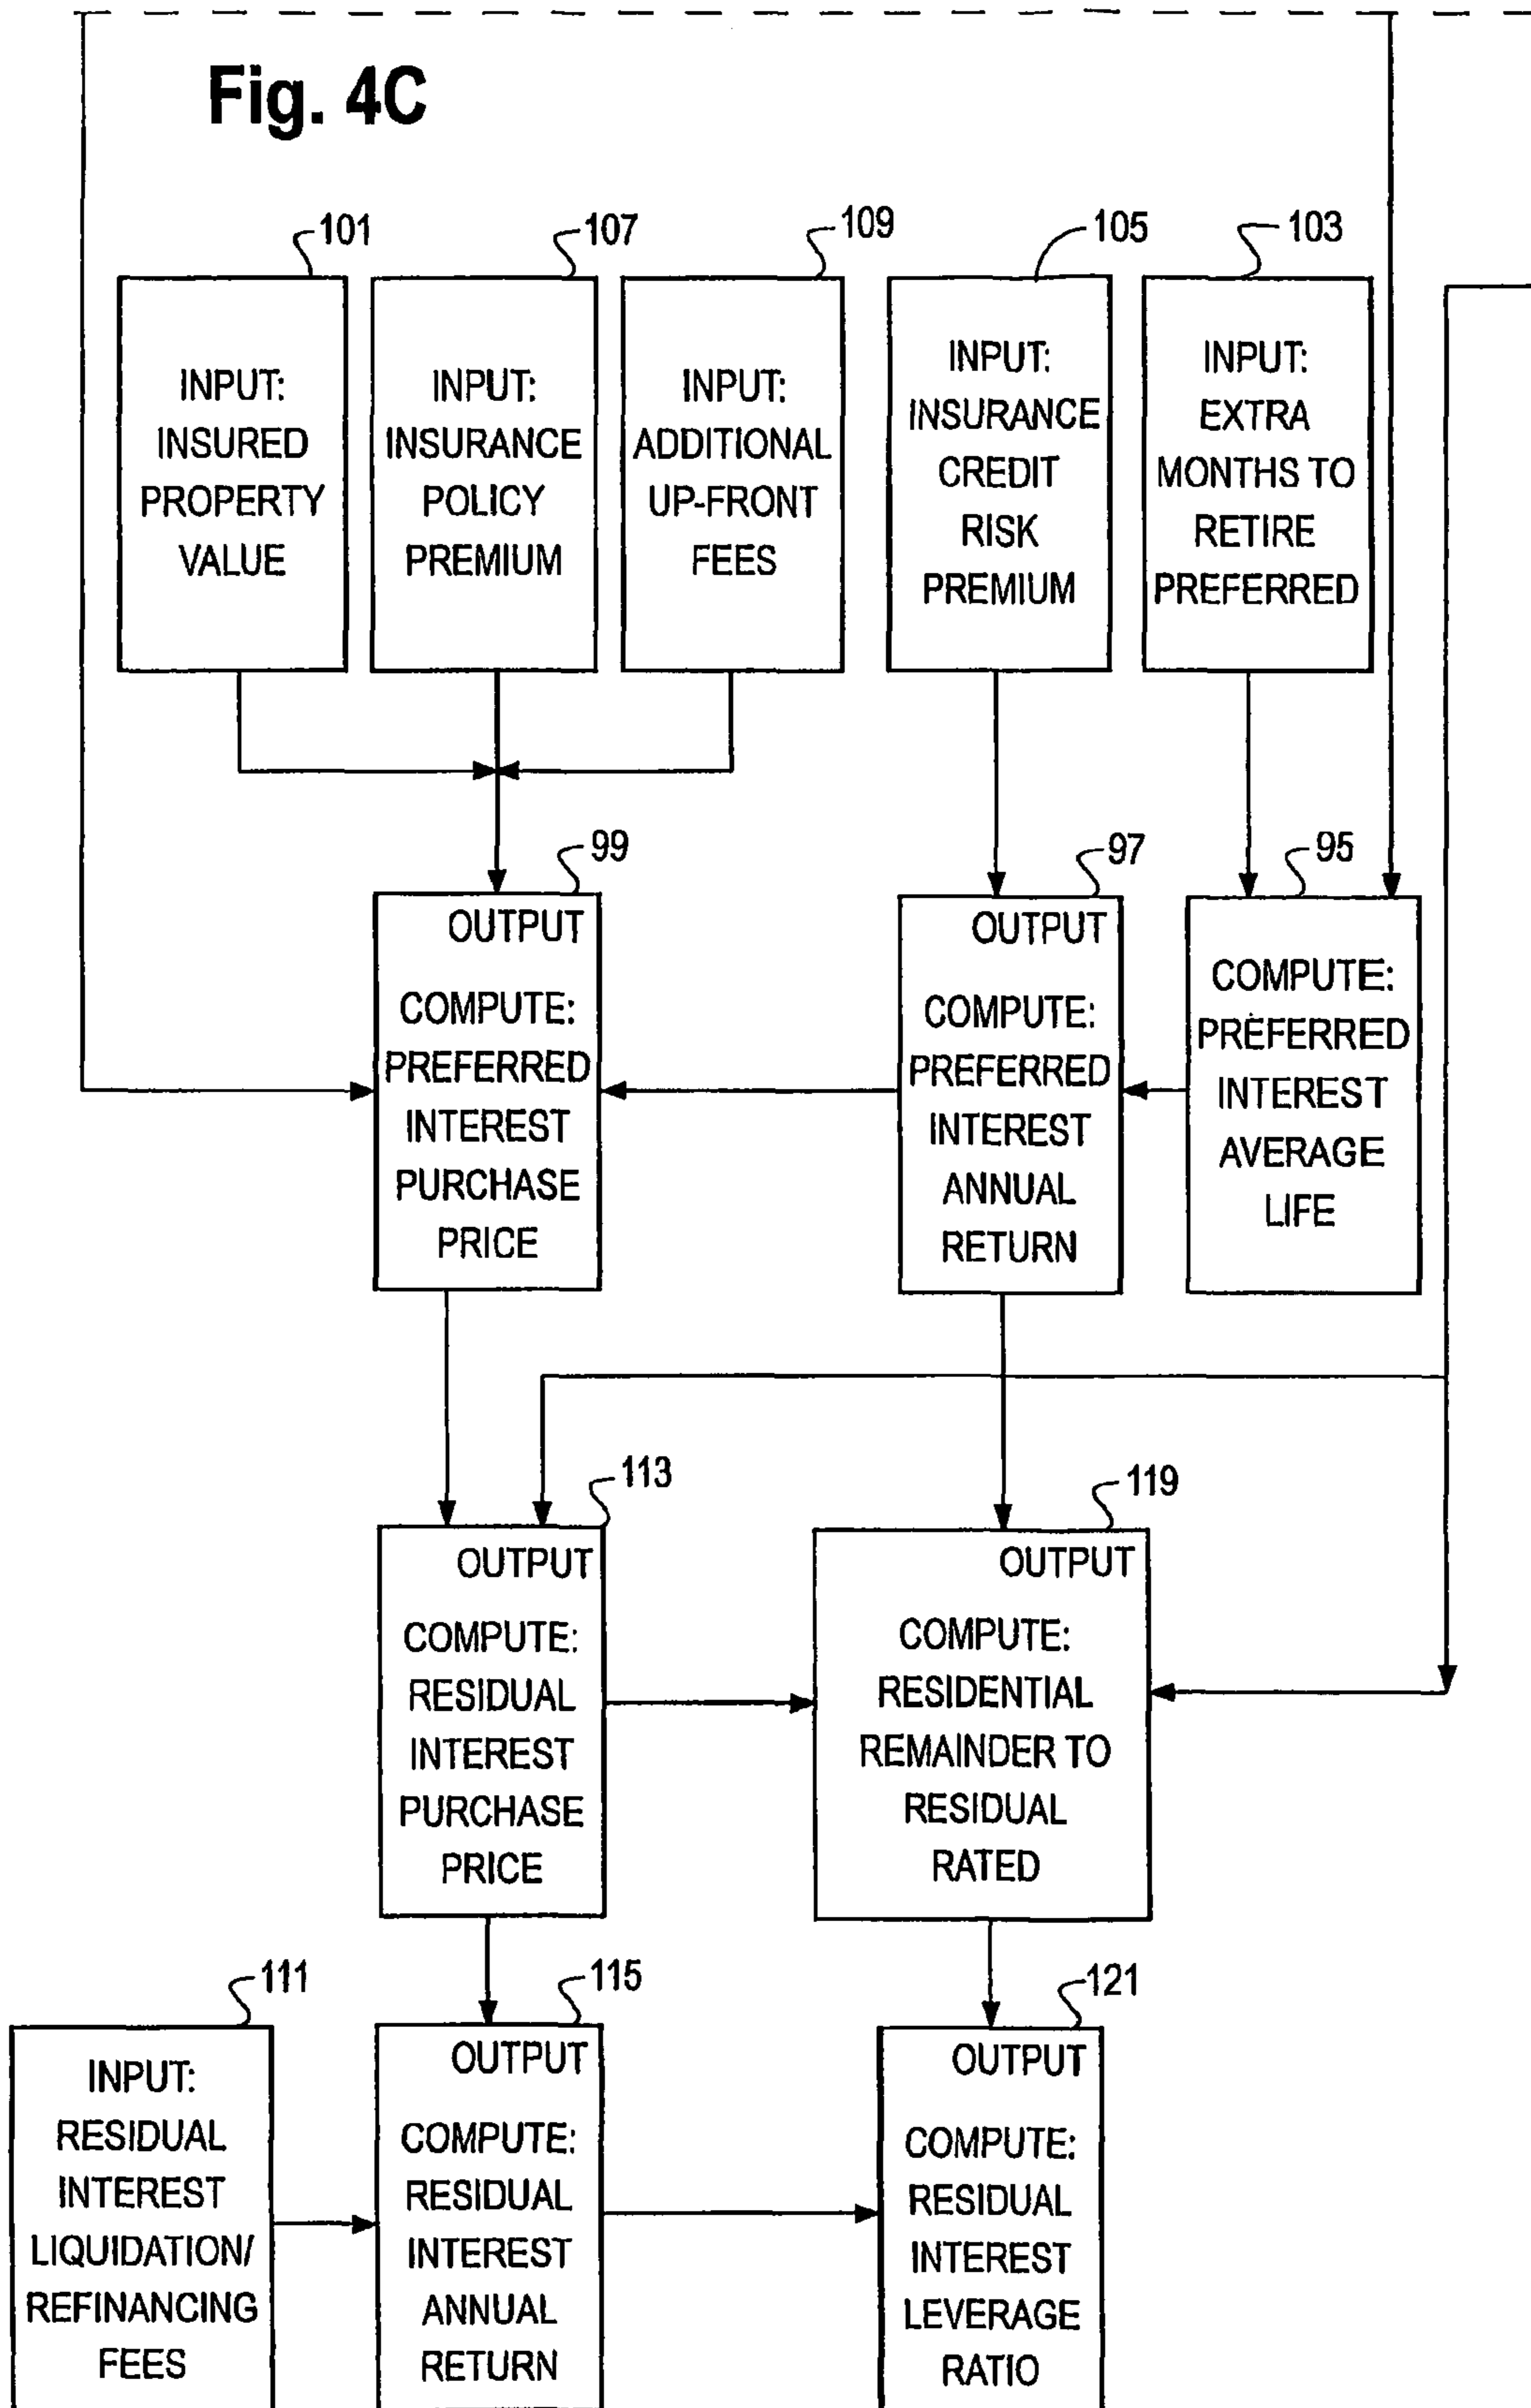 Fig. 4C
101
107
109
105
103
INPUT:
INSURED
PROPERTY
VALUE
INPUT:
INSURANCE
POLICY
PREMIUM
INPUT:
ADDITIONAL
UP-FRONT
FEES
INPUT:
INSURANCE
CREDIT
RISK
PREMIUM
INPUT:
EXTRA
MONTHS TO
RETIRE
PREFERRED
99
97
95
OUTPUT
COMPUTE:
PREFERRED
INTEREST
PURCHASE
PRICE
OUTPUT
COMPUTE:
PREFERRED
INTEREST
ANNUAL
RETURN
COMPUTE:
PREFERRED
INTEREST
AVERAGE
LIFE
113
119
OUTPUT
COMPUTE:
RESIDUAL
INTEREST
PURCHASE
PRICE
OUTPUT
COMPUTE:
RESIDENTIAL
REMAINDER TO
RESIDUAL
RATED
111
115
121
INPUT:
RESIDUAL
INTEREST
LIQUIDATION/
REFINANCING
FEES
OUTPUT
COMPUTE:
RESIDUAL
INTEREST
ANNUAL
RETURN
OUTPUT
COMPUTE:
RESIDUAL
INTEREST
LEVERAGE
RATIO